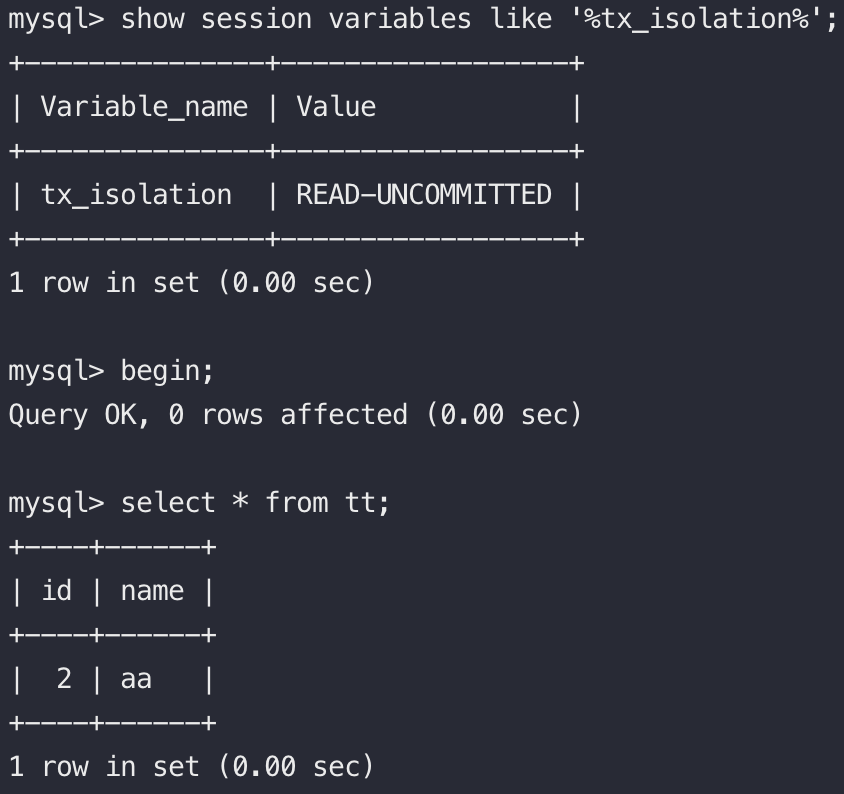 mysql> show session variables like '%tx_isolation%';
+---------------+------------------+
| Variable_name | Value            |
+---------------+------------------+
| tx_isolation  | READ-UNCOMMITTED |
+---------------+------------------+
1 row in set (0.00 sec)

mysql> begin;
Query OK, 0 rows affected (0.00 sec)

mysql> select * from tt;
+----+------+
| id | name |
+----+------+
|  2 | aa   |
+----+------+
1 row in set (0.00 sec)